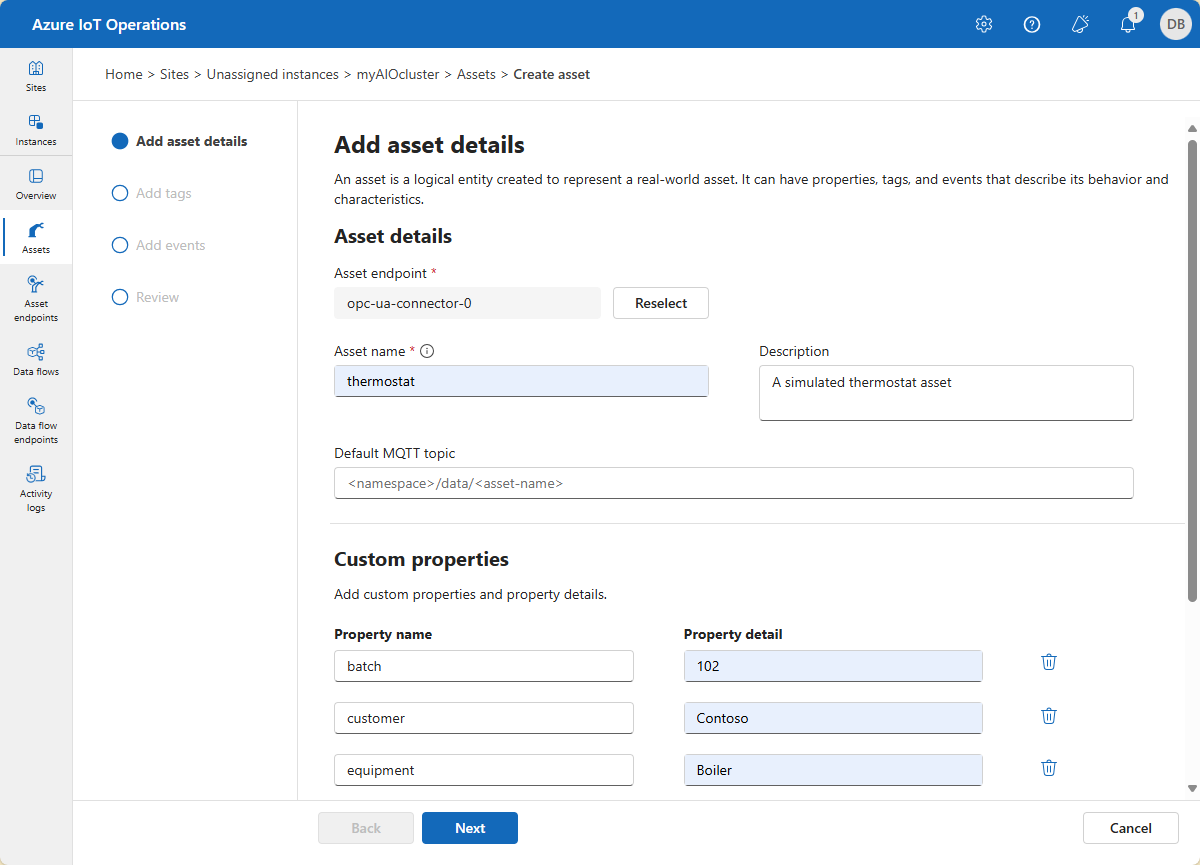 Azure IoT Operations
1
DB
Home > Sites > Unassigned instances > myAIOcluster > Assets > Create asset
Sites
Instances
Overview
Assets
Asset
endpoints
Data flows
Data flow
endpoints
Activity
logs
Add asset details
Add tags
Add events
Review
Add asset details
An asset is a logical entity created to represent a real-world asset. It can have properties, tags, and events that describe its behavior and
characteristics.
Asset details
Asset endpoint *
opc-ua-connector-0
Reselect
Asset name *
Description
thermostat
A simulated thermostat asset
Default MQTT topic
<namespace>/data/<asset-name>
Custom properties
Add custom properties and property details.
Property name
Property detail
batch
102
customer
Contoso
equipment
Boiler
Back
Next
Cancel